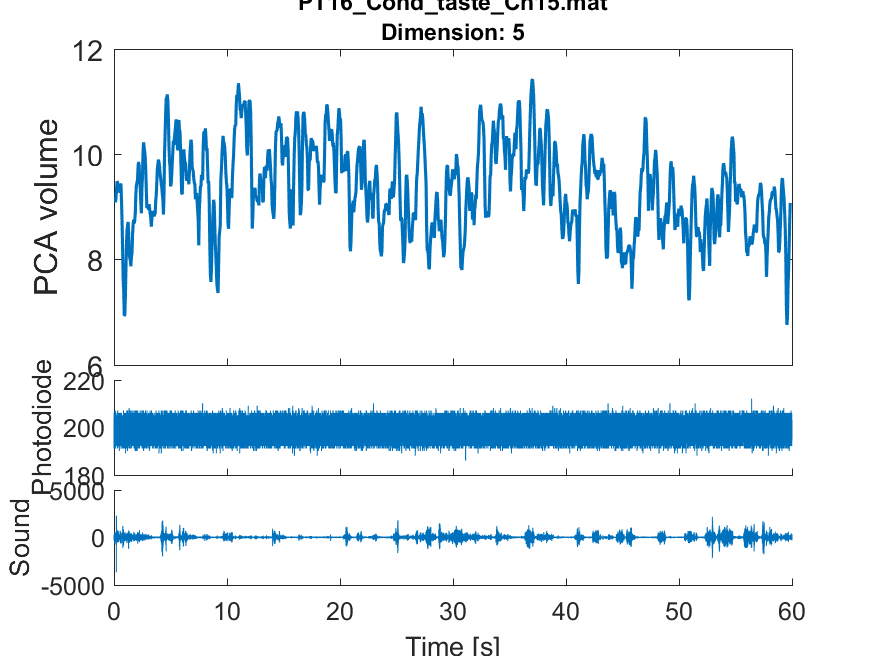 PT16_Cond_taste_Ch15.mat
Dimension: 5
12
10
8
6
PCA volume
220
200
180
Photodiode
5000
0
-5000
Sound
0 10 20 30 40 50 60
Time [s]